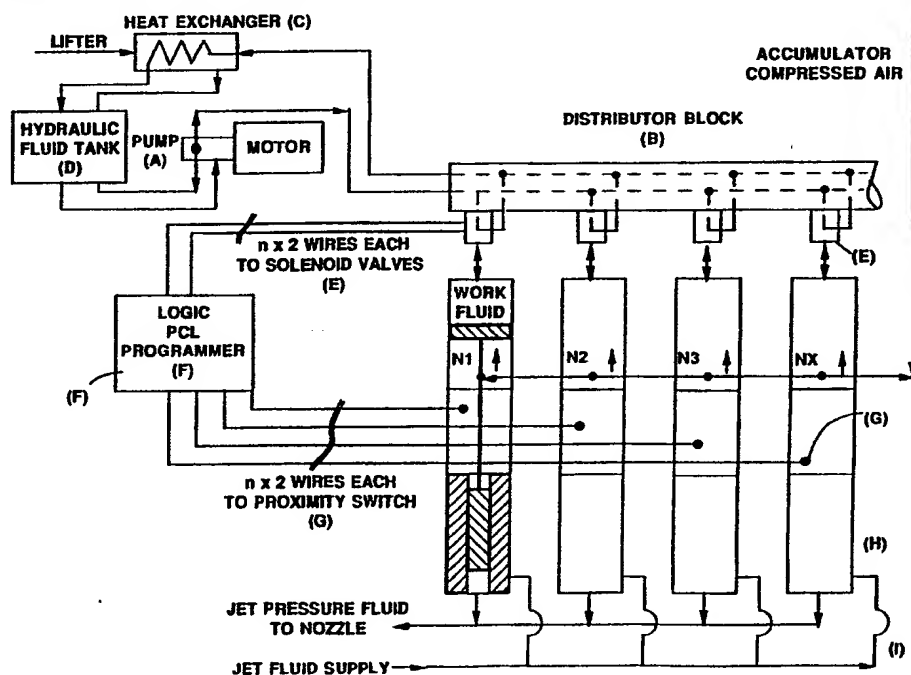 HEAT EXCHANGER (C)
LIFTER
ACCUMULATOR
COMPRESSED AIR
DISTRIBUTOR BLOCK
(B)
HYDRAULIC
FLUID TANK
(D)
PUMP
(A)
MOTOR
n x 2 WIRES EACH
TO SOLENOID VALVES
(E)
(E)
WORK
FLUID
LOGIC
PCL
PROGRAMMER
(F)
(F)
N1
N2
N3
NX
(G)
n x 2 WIRES EACH
TO PROXIMITY SWITCH
(G)
(H)
JET PRESSURE FLUID
TO NOZZLE
JET FLUID SUPPLY
(I)